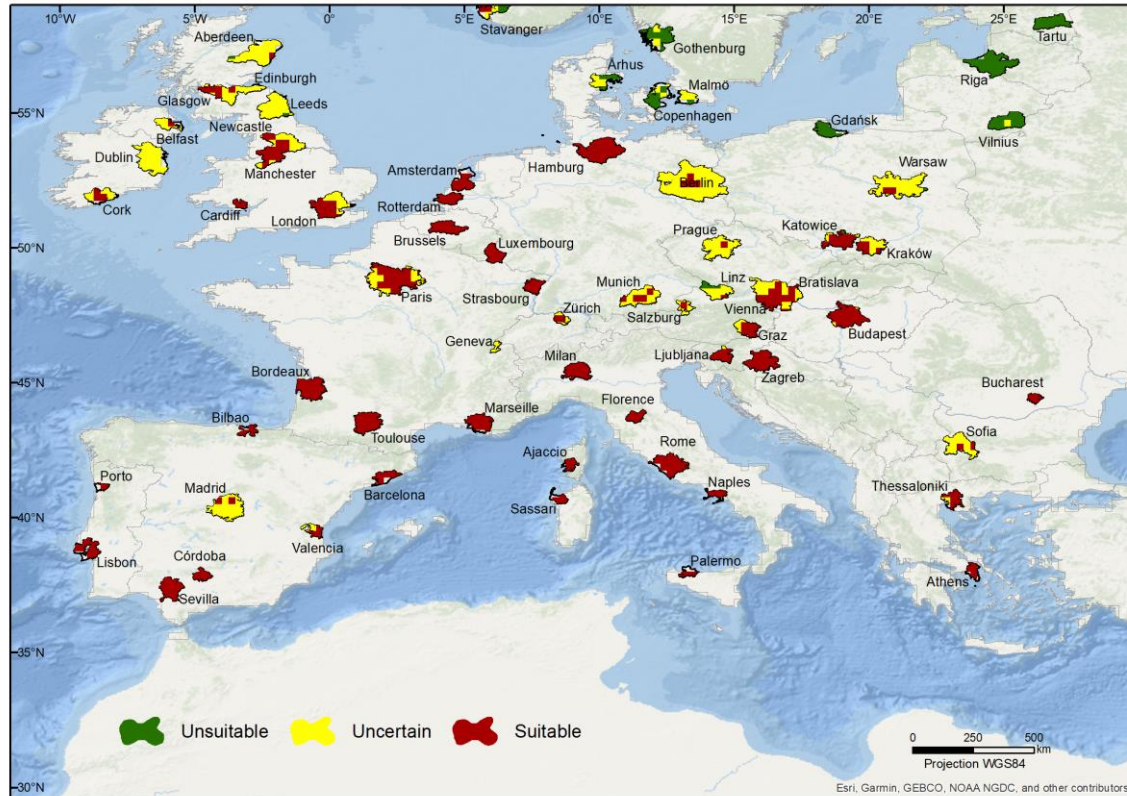 10°W 5°W 0° 5°E 10°E 15°E 20°E 25°E
Stavanger
Tartu
Aberdeen
Gothenburg
Riga
Edinburgh
Århus
Glasgow
Leeds
Malmö
55°N
Newcastle
Copenhagen
Gdańsk
Vilnius
Belfast
Dublin
Hamburg
Warsaw
Manchester
Amsterdam
Berlin
Cork
Cardiff
London
Rotterdam
Katowice
Prague
50°N
Brussels
Luxembourg
Kraków
Linz
Munich
Bratislava
Paris
Strasbourg
Zürich
Salzburg
Vienna
Budapest
Graz
Geneva
Milan
Ljubljana
Bordeaux
Zagreb
45°N
Bucharest
Florence
Bilbao
Marseille
Toulouse
Sofia
Rome
Ajaccio
Porto
Barcelona
Naples
Thessaloniki
Madrid
Sassari
40°N
Valencia
Córdoba
Palermo
Lisbon
Athens
Sevilla
35°N
Unsuitable Uncertain Suitable
0 250 500
km
Projection WGS84
30°N
Esri, Garmin, GEBCO, NOAA NGDC, and other contributors